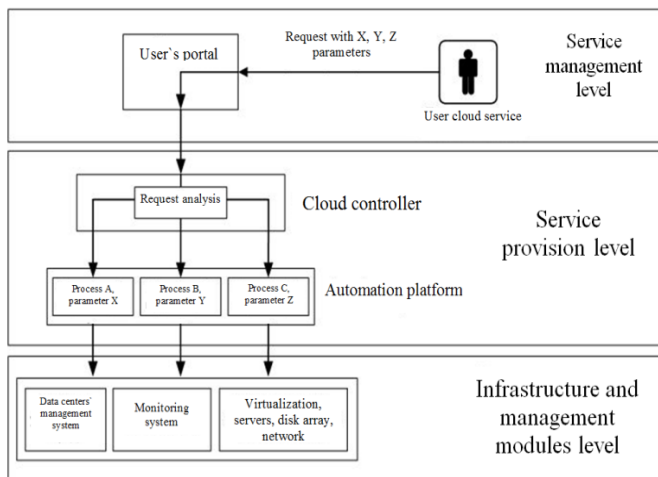 User`s portal
Request with X, Y, Z
parameters
User cloud service
Service
management
level
Request analysis
Cloud controller
Process A,
parameter X
Process B,
parameter Y
Process C,
parameter Z
Automation platform
Service
provision level
Data centers`
management
system
Monitoring
system
Virtualization,
servers, disk array,
network
Infrastructure and
management
modules level